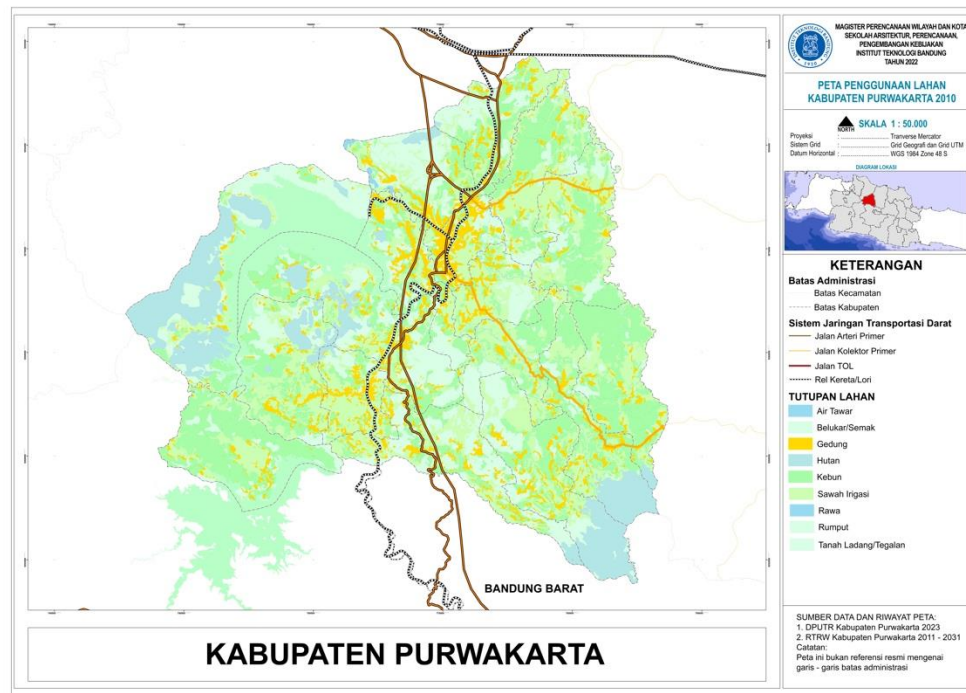 MAGISTER PERENCANAAN WILAYAH DAN KOTA
SEKOLAH ARSITEKTUR, PERENCANAAN,
PENGEMBANGAN KEBIJAKAN
INSTITUT TEKNOLOGI BANDUNG
TAHUN 2022
INSTITUT TEKNOLOGI BANDUNG
1920
PETA PENGGUNAAN LAHAN
KABUPATEN PURWAKARTA 2010
NORTH
SKALA 1 : 50.000
Proyeksi : Tranverse Mercator
Sistem Grid : Grid Geografi dan Grid UTM
Datum Horizontal : WGS 1984 Zone 48 S
DIAGRAM LOKASI
KETERANGAN
Batas Administrasi
Batas Kecamatan
Batas Kabupaten
Sistem Jaringan Transportasi Darat
Jalan Arteri Primer
Jalan Kolektor Primer
Jalan TOL
Rel Kereta/Lori
TUTUPAN LAHAN
Air Tawar
Belukar/Semak
Gedung
Hutan
Kebun
Sawah Irigasi
Rawa
Rumput
Tanah Ladang/Tegalan
SUMBER DATA DAN RIWAYAT PETA:
1. DPUTR Kabupaten Purwakarta 2023
2. RTRW Kabupaten Purwakarta 2011 - 2031
Catatan:
Peta ini bukan referensi resmi mengenai
garis - garis batas administrasi
BANDUNG BARAT
KABUPATEN PURWAKARTA